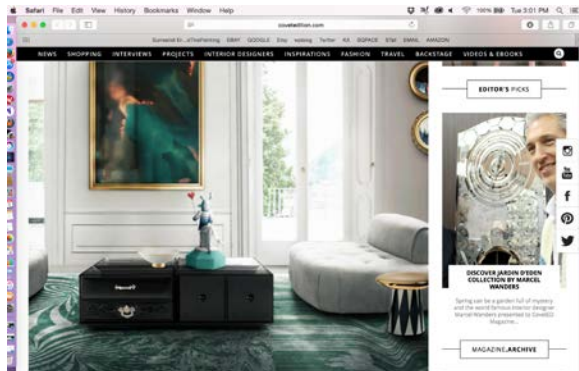 Safari File Edit View History Bookmarks Window Help
100% Tue 3:01 PM
covetedition.com
EBAY GOOGLE Etsy Twitter EMAIL AMAZON
NEWS SHOPPING INTERVIEWS PROJECTS INTERIOR DESIGNERS INSPIRATIONS FASHION TRAVEL BACKSTAGE VIDEOS & EBOOKS
EDITOR'S PICKS
DISCOVER JARDIN D'EDEN
COLLECTION BY MARCEL
WANDERS
Spring can be a garden full of mystery
and the world famous interior designer
Marcel Wanders presented to CovetED
Magazine...
MAGAZINE.ARCHIVE